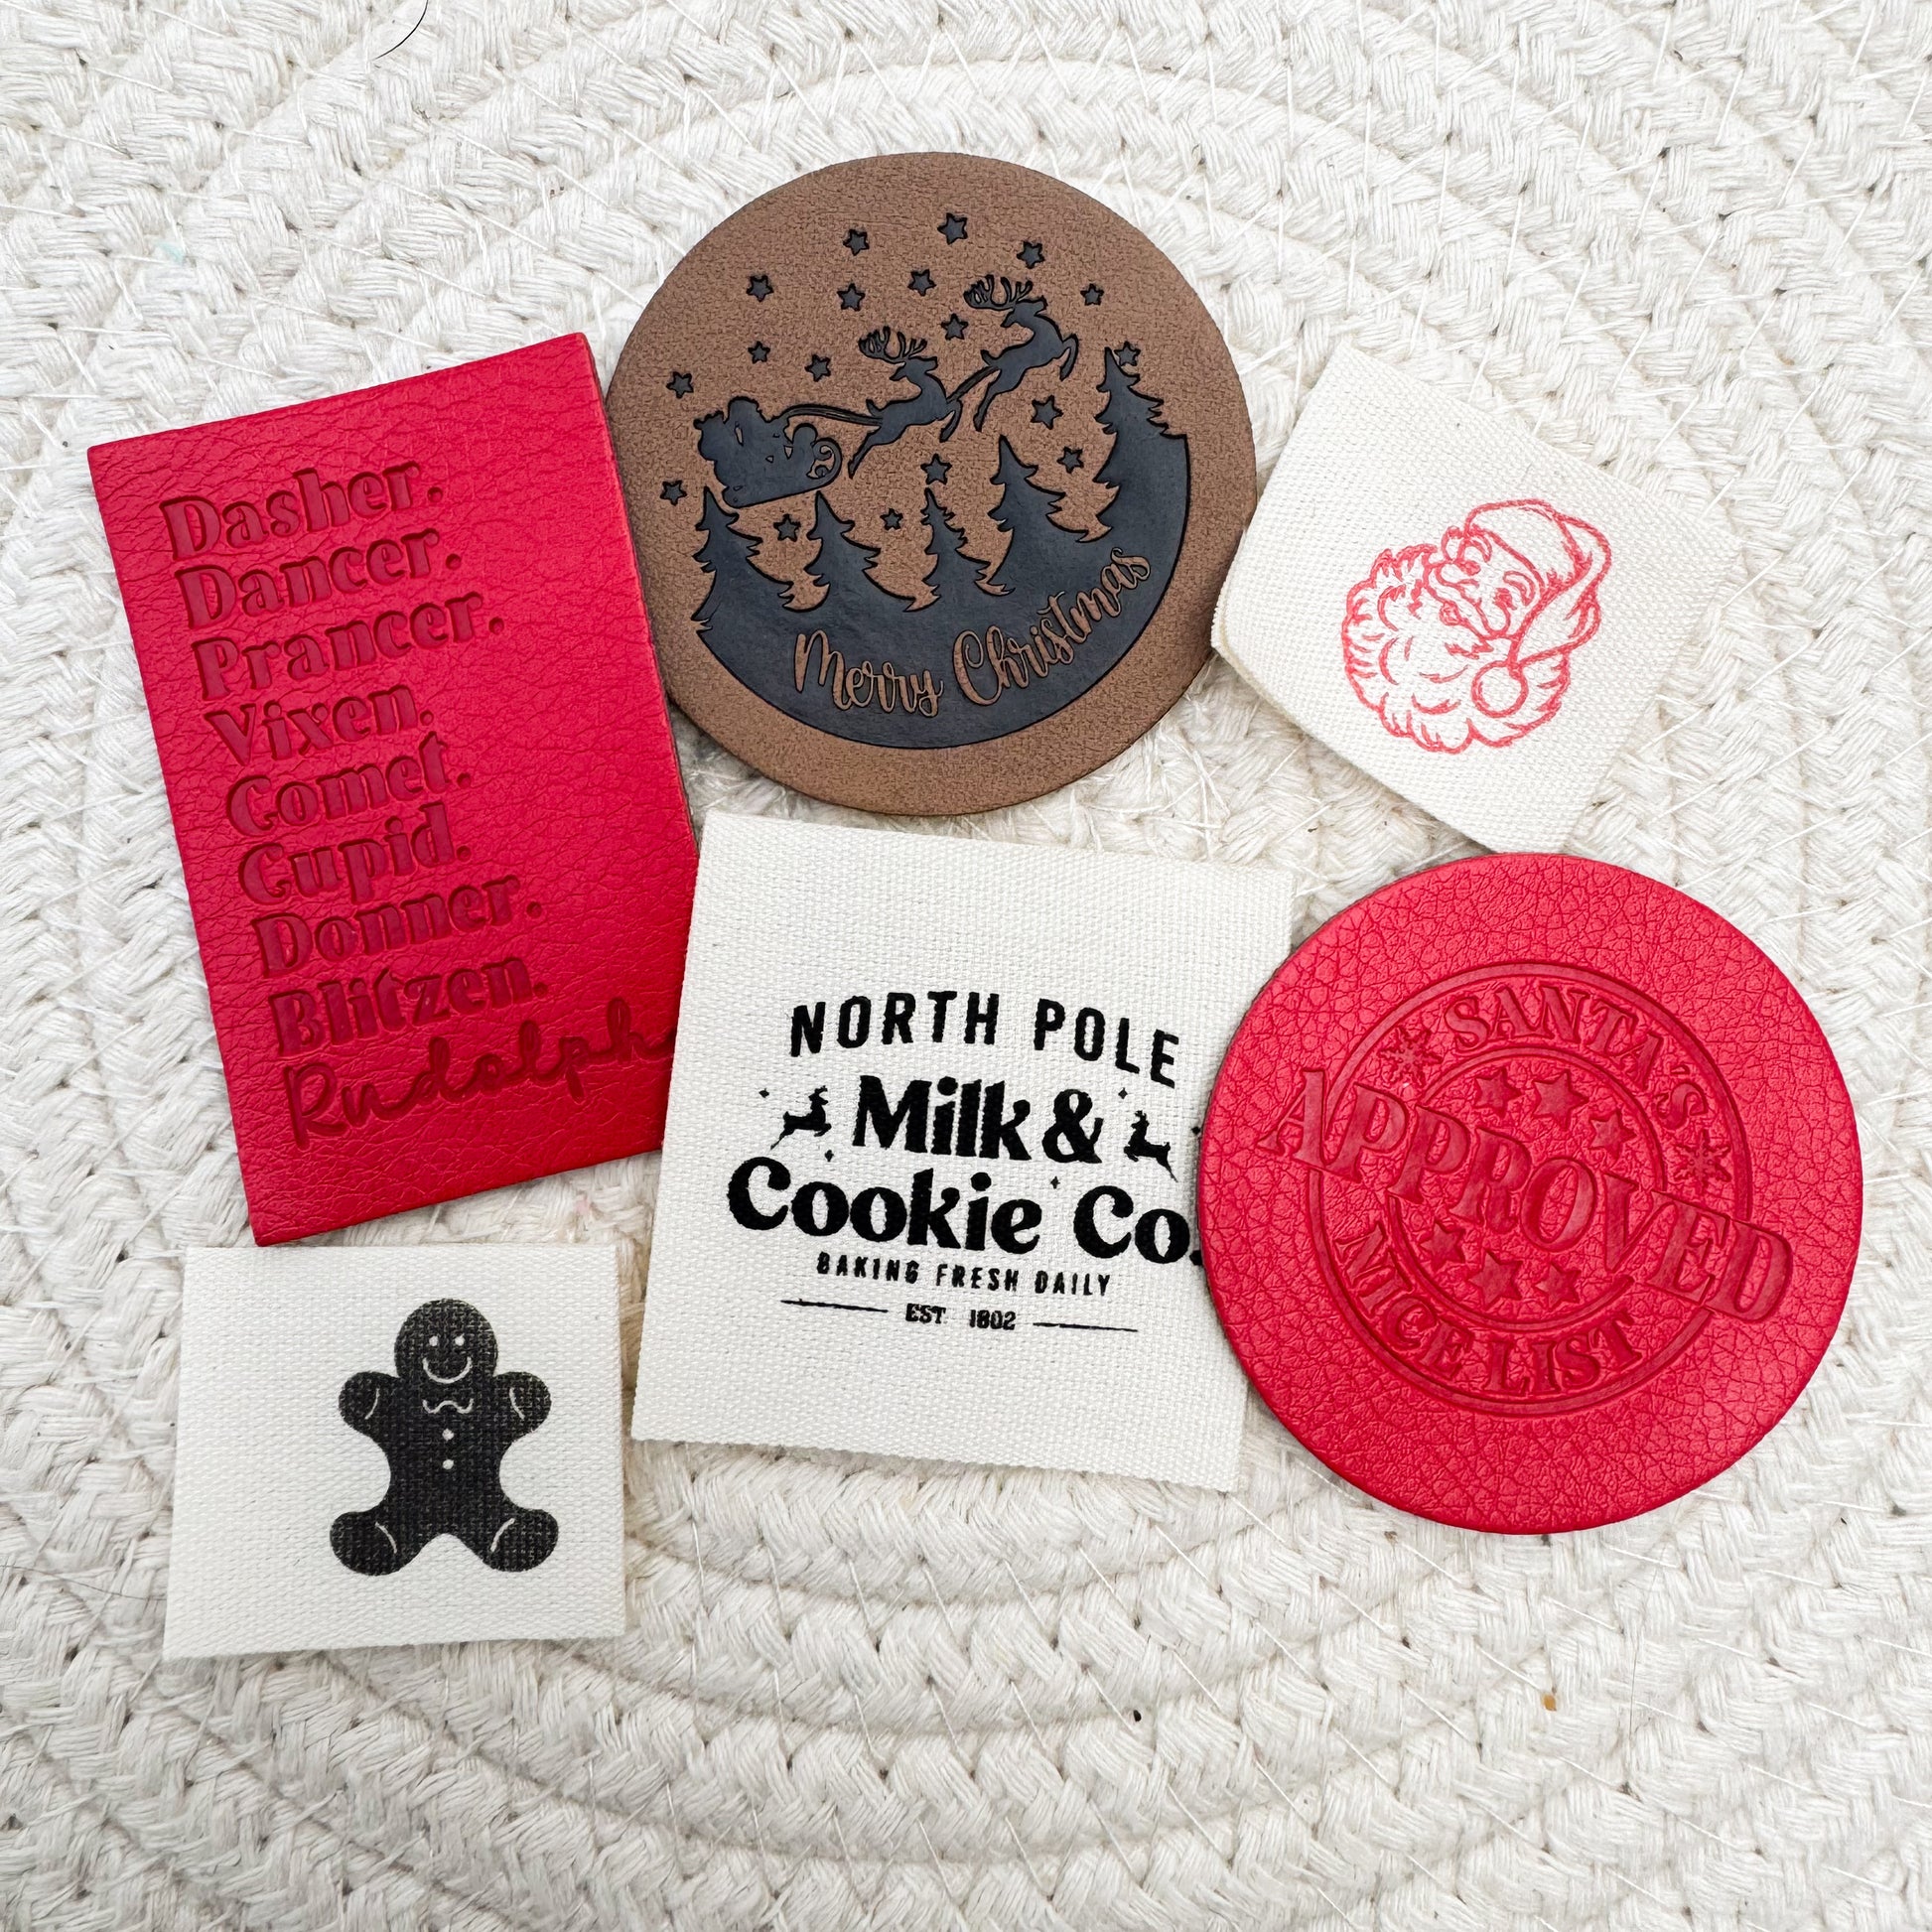 Dasher.
Dancer.
Prancer.
Vixen.
Comet.
Cupid.
Donner.
Blitzen.
Rudolph
Merry Christmas
NORTH POLE
Milk &
Cookie Co.
BAKING FRESH DAILY
EST 1802
SANTA'S
APPROVED
NICE LIST